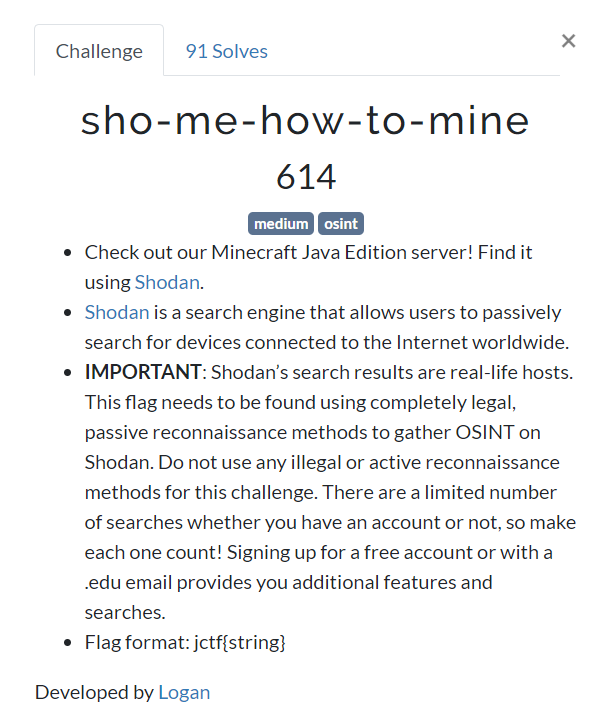 Challenge
91 Solves
×
sho-me-how-to-mine
614
medium osint
• Check out our Minecraft Java Edition server! Find it
using Shodan.
• Shodan is a search engine that allows users to passively
search for devices connected to the Internet worldwide.
• IMPORTANT: Shodan’s search results are real-life hosts.
This flag needs to be found using completely legal,
passive reconnaissance methods to gather OSINT on
Shodan. Do not use any illegal or active reconnaissance
methods for this challenge. There are a limited number
of searches whether you have an account or not, so make
each one count! Signing up for a free account or with a
.edu email provides you additional features and
searches.
• Flag format: jctf{string}
Developed by Logan